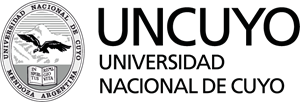 UNIVERSIDAD NACIONAL DE CUYO
MENDOZA ARGENTINA
UNCUYO
UNIVERSIDAD
NACIONAL DE CUYO